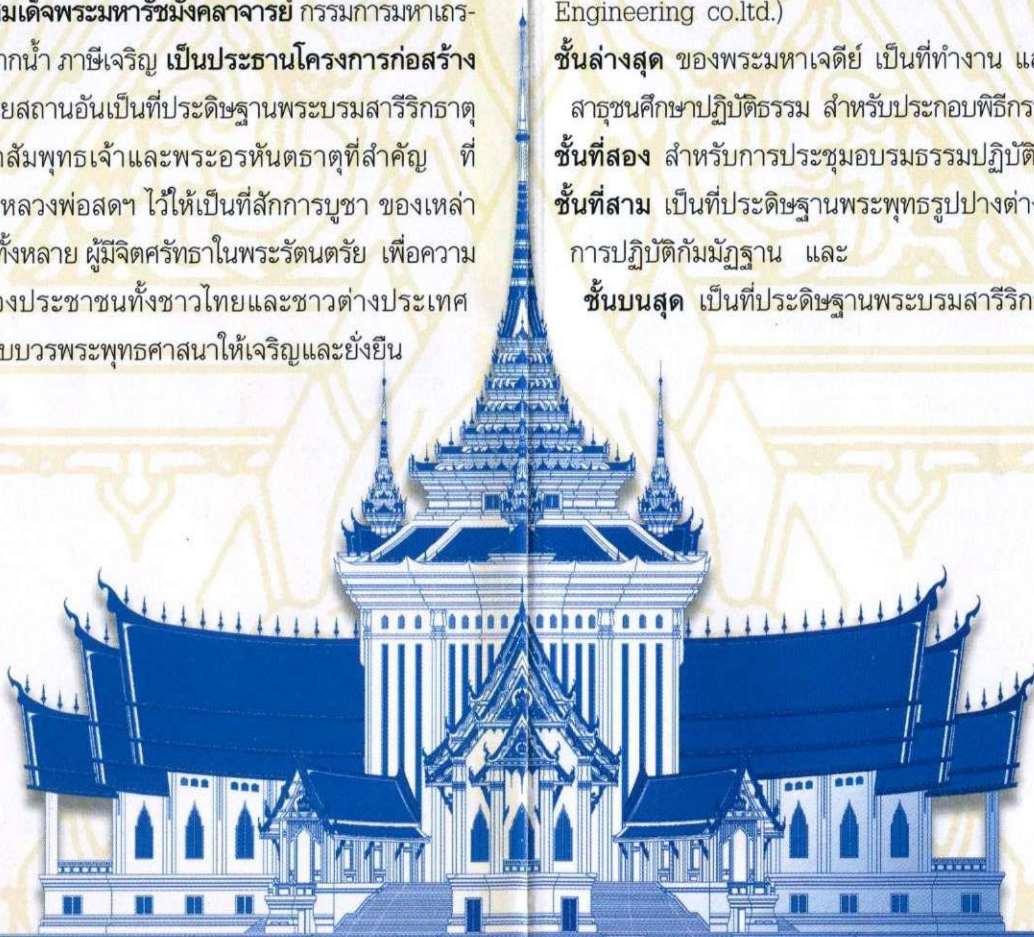 สมเด็จพระมหารัชมังคลาจารย์ กรรมการมหาเถร-
ปากน้ำ ภาษีเจริญ เป็นประธานโครงการก่อสร้าง
ยสถานอันเป็นที่ประดิษฐานพระบรมสารีริกธาตุ
าสัมพุทธเจ้าและพระอรหันตธาตุที่สำคัญ ที่
หลวงพ่อสดฯ ไว้ให้เป็นที่สักการบูชา ของเหล่า
ทั้งหลาย ผู้มีจิตศรัทธาในพระรัตนตรัย เพื่อความ
องประชาชนทั้งชาวไทยและชาวต่างประเทศ
บบวรพระพุทธศาสนาให้เจริญและยั่งยืน
Engineering co.ltd.)
ชั้นล่างสุด ของพระมหาเจดีย์ เป็นที่ทำงาน แล
สาธุชนศึกษาปฏิบัติธรรม สำหรับประกอบพิธีกร
ชั้นที่สอง สำหรับการประชุมอบรมธรรมปฏิบัติ
ชั้นที่สาม เป็นที่ประดิษฐานพระพุทธรูปปางต่าง
การปฏิบัติกัมมัฏฐาน และ
ชั้นบนสุด เป็นที่ประดิษฐานพระบรมสารีริก